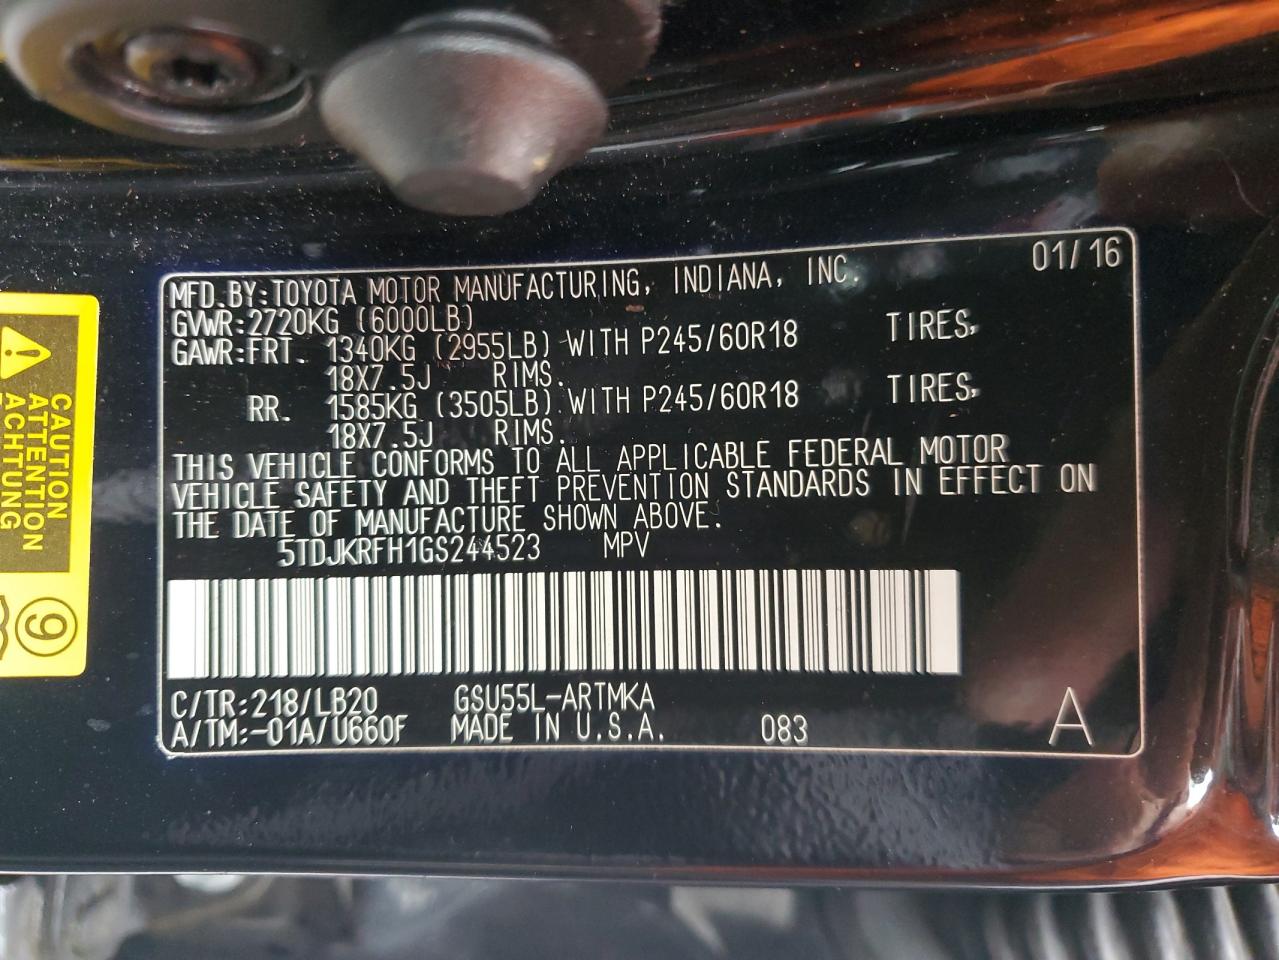 01/16
MFD.BY:TOYOTA MOTOR MANUFACTURING, INDIANA, INC.
GVWR:2720KG (6000LB)
GAWR:FRT. 1340KG (2955LB) WITH P245/60R18 TIRES,
18X7.5J RIMS.
RR. 1585KG (3505LB) WITH P245/60R18 TIRES,
18X7.5J RIMS.
THIS VEHICLE CONFORMS TO ALL APPLICABLE FEDERAL MOTOR
VEHICLE SAFETY AND THEFT PREVENTION STANDARDS IN EFFECT ON
THE DATE OF MANUFACTURE SHOWN ABOVE.
5TDJKRFH1GS244523 MPV
C/TR:218/LB20 GSU55L-ARTMKA
A/TM:-01A/U660F MADE IN U.S.A. 083 A
CAUTION
ATTENTION
ACHTUNG
9